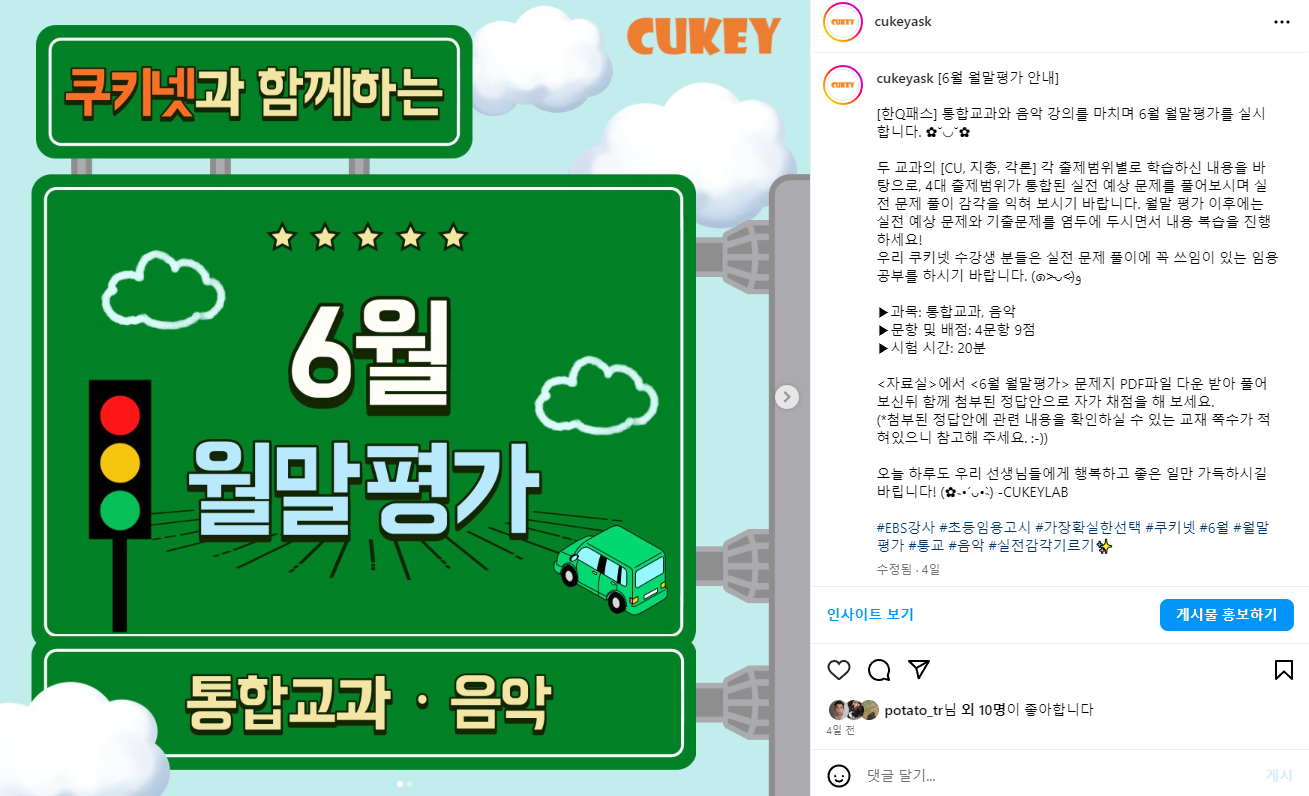 CUKEY
쿠키넷과 함께하는
6월
월말평가
통합교과 · 음악
CUKEY
cukeyask
CUKEY
cukeyask [6월 월말평가 안내]
[한Q패스] 통합교과와 음악 강의를 마치며 6월 월말평가를 실시
합니다. ✿˘◡˘✿
두 교과의 [CU, 지총, 각론] 각 출제범위별로 학습하신 내용을 바
탕으로, 4대 출제범위가 통합된 실전 예상 문제를 풀어보시며 실
전 문제 풀이 감각을 익혀 보시기 바랍니다. 월말 평가 이후에는
실전 예상 문제와 기출문제를 염두에 두시면서 내용 복습을 진행
하세요!
우리 쿠키넷 수강생 분들은 실전 문제 풀이에 꼭 쓰임이 있는 임용
공부를 하시기 바랍니다. (๑˃̵ᴗ˂̵)و
▶과목: 통합교과, 음악
▶문항 및 배점: 4문항 9점
▶시험 시간: 20분
<자료실>에서 <6월 월말평가> 문제지 PDF파일 다운 받아 풀어
보신뒤 함께 첨부된 정답안으로 자가 채점을 해 보세요.
(*첨부된 정답안에 관련 내용을 확인하실 수 있는 교재 쪽수가 적
혀있으니 참고해 주세요. :-))
오늘 하루도 우리 선생님들에게 행복하고 좋은 일만 가득하시길
바립니다! (✿˵•́ᴗ•̀˵) -CUKEYLAB
#EBS강사 #초등임용고시 #가장확실한선택 #쿠키넷 #6월 #월말
평가 #통교 #음악 #실전감각기르기✨
수정됨 · 4일
인사이트 보기
게시물 홍보하기
potato_tr님 외 10명이 좋아합니다
4일 전
댓글 달기...
게시